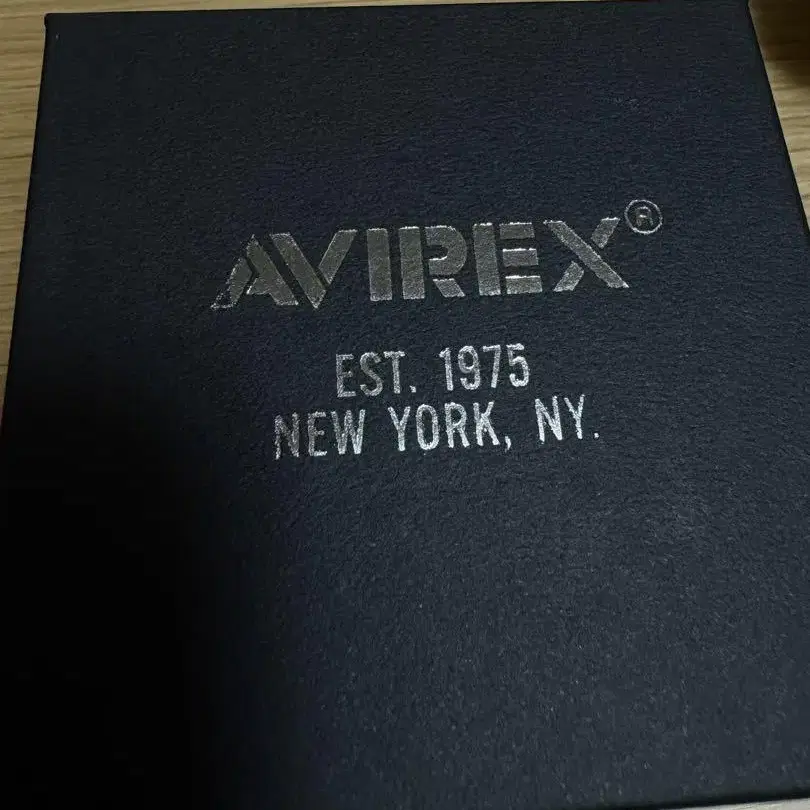 AVIREX®
EST. 1975
NEW YORK, NY.